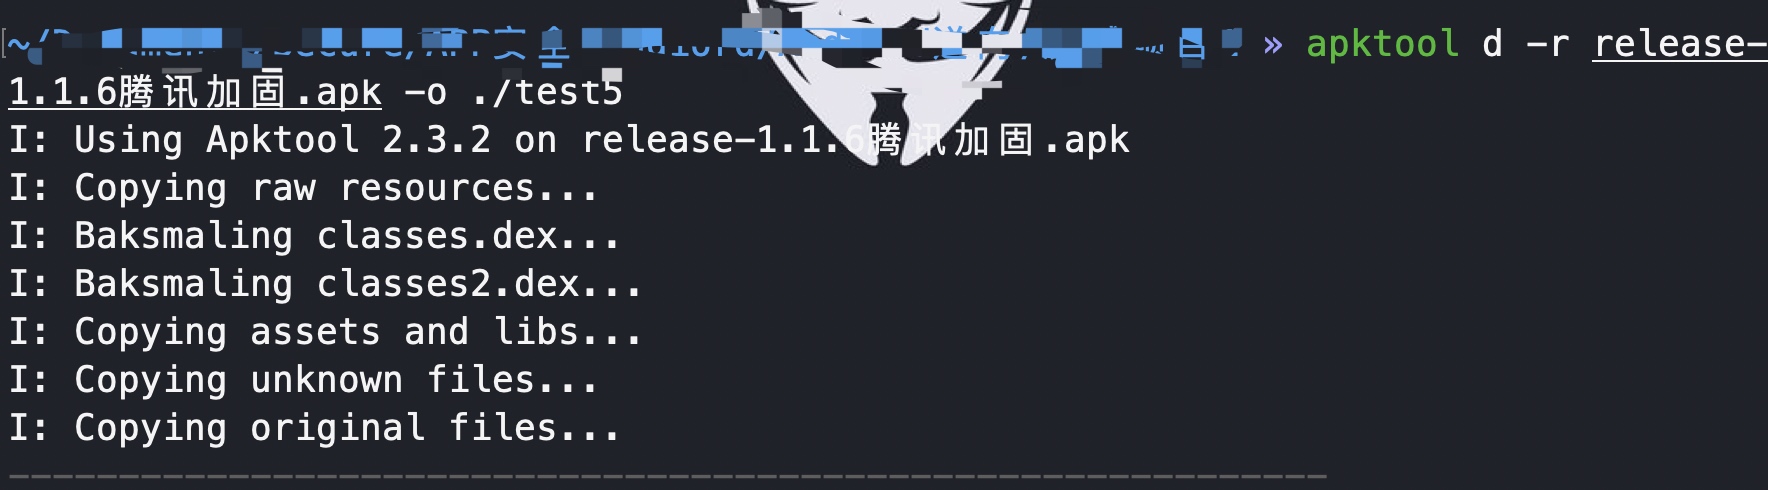 » apktool d -r release-
1.1.6腾讯加固.apk -o ./test5
I: Using Apktool 2.3.2 on release-1.1.6腾讯加固.apk
I: Copying raw resources...
I: Baksmaling classes.dex...
I: Baksmaling classes2.dex...
I: Copying assets and libs...
I: Copying unknown files...
I: Copying original files...